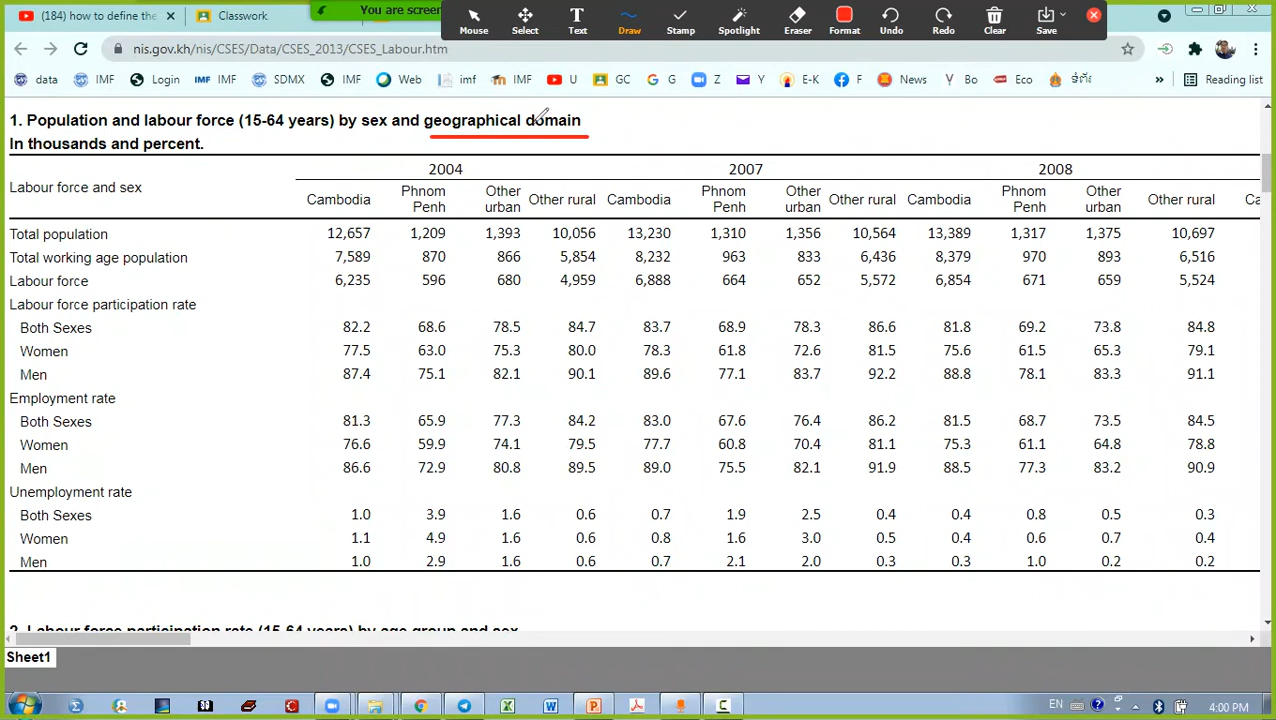 (184) how to define the
Classwork
You are screen
Mouse Select Text Draw Stamp Spotlight Eraser Format Undo Redo Clear Save
nis.gov.kh/nis/CSES/Data/CSES_2013/CSES_Labour.htm
data IMF Login IMF IMF SDMX IMF Web imf IMF U GC G Z Y E-K F News Bo Eco » Reading list
1. Population and labour force (15-64 years) by sex and geographical domain
In thousands and percent.
2004 2007 2008
Labour force and sex Cambodia Phnom Penh Other urban Other rural Cambodia Phnom Penh Other urban Other rural Cambodia Phnom Penh Other urban Other rural
Total population 12,657 1,209 1,393 10,056 13,230 1,310 1,356 10,564 13,389 1,317 1,375 10,697
Total working age population 7,589 870 866 5,854 8,232 963 833 6,436 8,379 970 893 6,516
Labour force 6,235 596 680 4,959 6,888 664 652 5,572 6,854 671 659 5,524
Labour force participation rate
Both Sexes 82.2 68.6 78.5 84.7 83.7 68.9 78.3 86.6 81.8 69.2 73.8 84.8
Women 77.5 63.0 75.3 80.0 78.3 61.8 72.6 81.5 75.6 61.5 65.3 79.1
Men 87.4 75.1 82.1 90.1 89.6 77.1 83.7 92.2 88.8 78.1 83.3 91.1
Employment rate
Both Sexes 81.3 65.9 77.3 84.2 83.0 67.6 76.4 86.2 81.5 68.7 73.5 84.5
Women 76.6 59.9 74.1 79.5 77.7 60.8 70.4 81.1 75.3 61.1 64.8 78.8
Men 86.6 72.9 80.8 89.5 89.0 75.5 82.1 91.9 88.5 77.3 83.2 90.9
Unemployment rate
Both Sexes 1.0 3.9 1.6 0.6 0.7 1.9 2.5 0.4 0.4 0.8 0.5 0.3
Women 1.1 4.9 1.6 0.6 0.8 1.6 3.0 0.5 0.4 0.6 0.7 0.4
Men 1.0 2.9 1.6 0.6 0.7 2.1 2.0 0.3 0.3 1.0 0.2 0.2
2. Labour force participation rate (15-64 years) by age group and sex
Sheet1
EN 4:00 PM